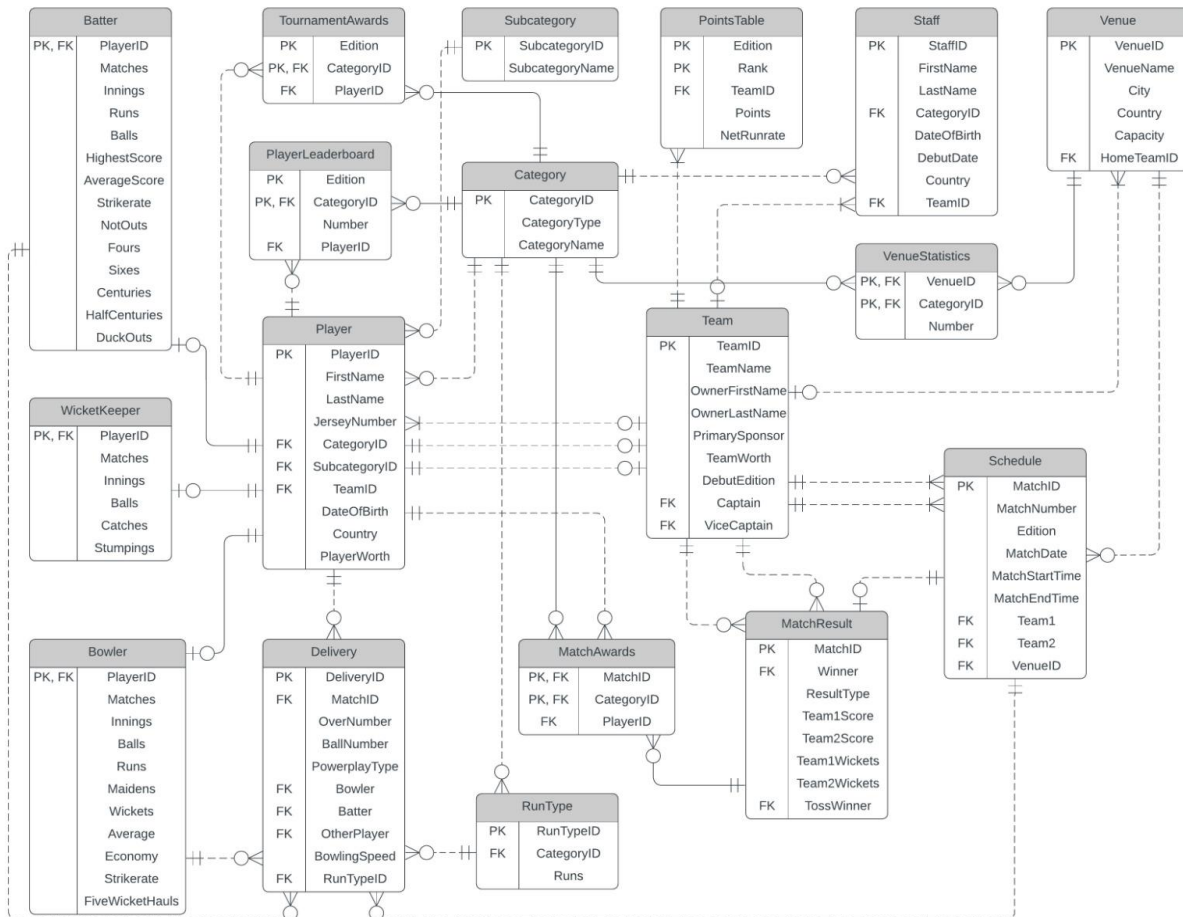 Batter
PK, FK PlayerID
Matches
Innings
Runs
Balls
HighestScore
AverageScore
Strikerate
NotOuts
Fours
Sixes
Centuries
HalfCenturies
DuckOuts
TournamentAwards
PK Edition
PK, FK CategoryID
FK PlayerID
Subcategory
PK SubcategoryID
SubcategoryName
PointsTable
PK Edition
PK Rank
FK TeamID
Points
NetRunrate
Staff
PK StaffID
FirstName
LastName
FK CategoryID
DateOfBirth
DebutDate
Country
FK TeamID
Venue
PK VenueID
VenueName
City
Country
Capacity
FK HomeTeamID
PlayerLeaderboard
PK Edition
PK, FK CategoryID
Number
FK PlayerID
Category
PK CategoryID
CategoryType
CategoryName
VenueStatistics
PK, FK VenueID
PK, FK CategoryID
Number
Player
PK PlayerID
FirstName
LastName
JerseyNumber
FK CategoryID
FK SubcategoryID
FK TeamID
DateOfBirth
Country
PlayerWorth
Team
PK TeamID
TeamName
OwnerFirstName
OwnerLastName
PrimarySponsor
TeamWorth
DebutEdition
FK Captain
FK ViceCaptain
WicketKeeper
PK, FK PlayerID
Matches
Innings
Balls
Catches
Stumpings
Schedule
PK MatchID
MatchNumber
Edition
MatchDate
MatchStartTime
MatchEndTime
FK Team1
FK Team2
FK VenueID
Bowler
PK, FK PlayerID
Matches
Innings
Balls
Runs
Maidens
Wickets
Average
Economy
Strikerate
FiveWicketHauls
Delivery
PK DeliveryID
FK MatchID
OverNumber
BallNumber
PowerplayType
FK Bowler
FK Batter
FK OtherPlayer
BowlingSpeed
FK RunTypeID
MatchAwards
PK, FK MatchID
PK, FK CategoryID
FK PlayerID
MatchResult
PK MatchID
FK Winner
ResultType
Team1Score
Team2Score
Team1Wickets
Team2Wickets
FK TossWinner
RunType
PK RunTypeID
FK CategoryID
Runs